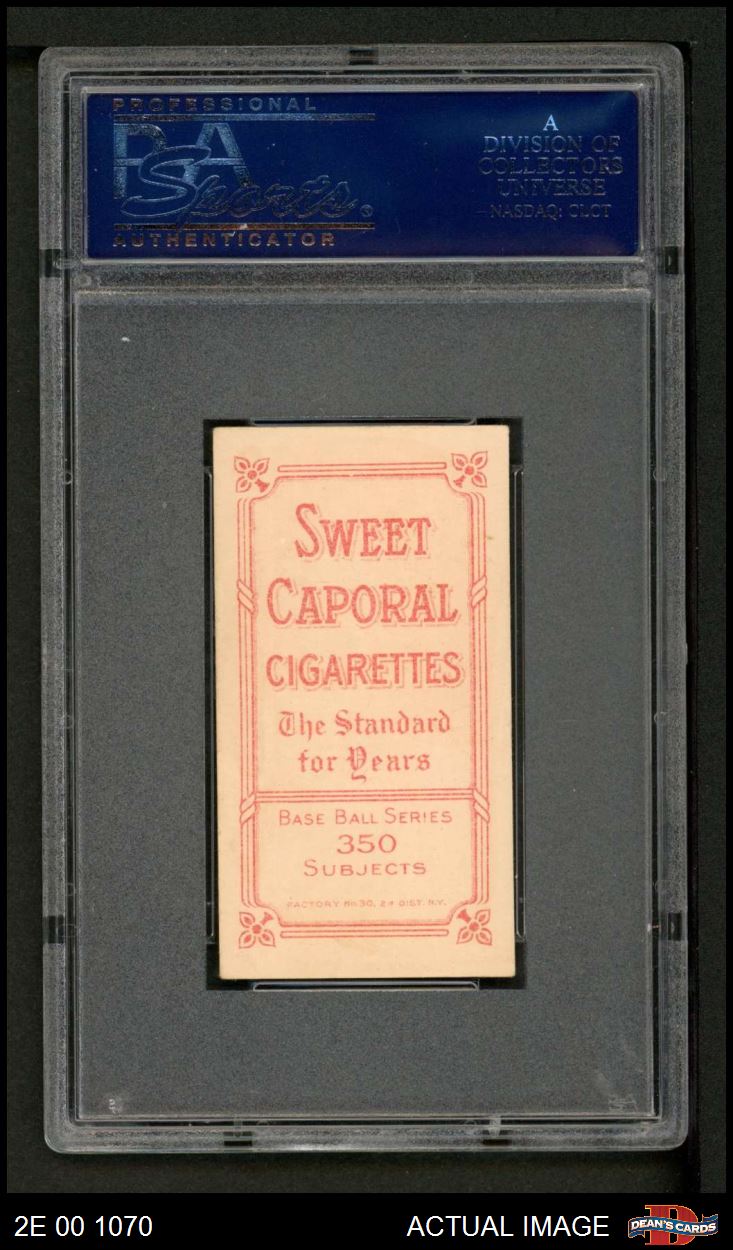 PROFESSIONAL
PSA
Sports
AUTHENTICATOR
A
DIVISION OF
COLLECTORS
UNIVERSE
NASDAQ: CLCT
SWEET
CAPORAL
CIGARETTES
The Standard
for Years
BASE BALL SERIES
350
SUBJECTS
FACTORY No 30, 2d DIST. N.Y.
2E 00 1070
ACTUAL IMAGE
DEAN'S CARDS